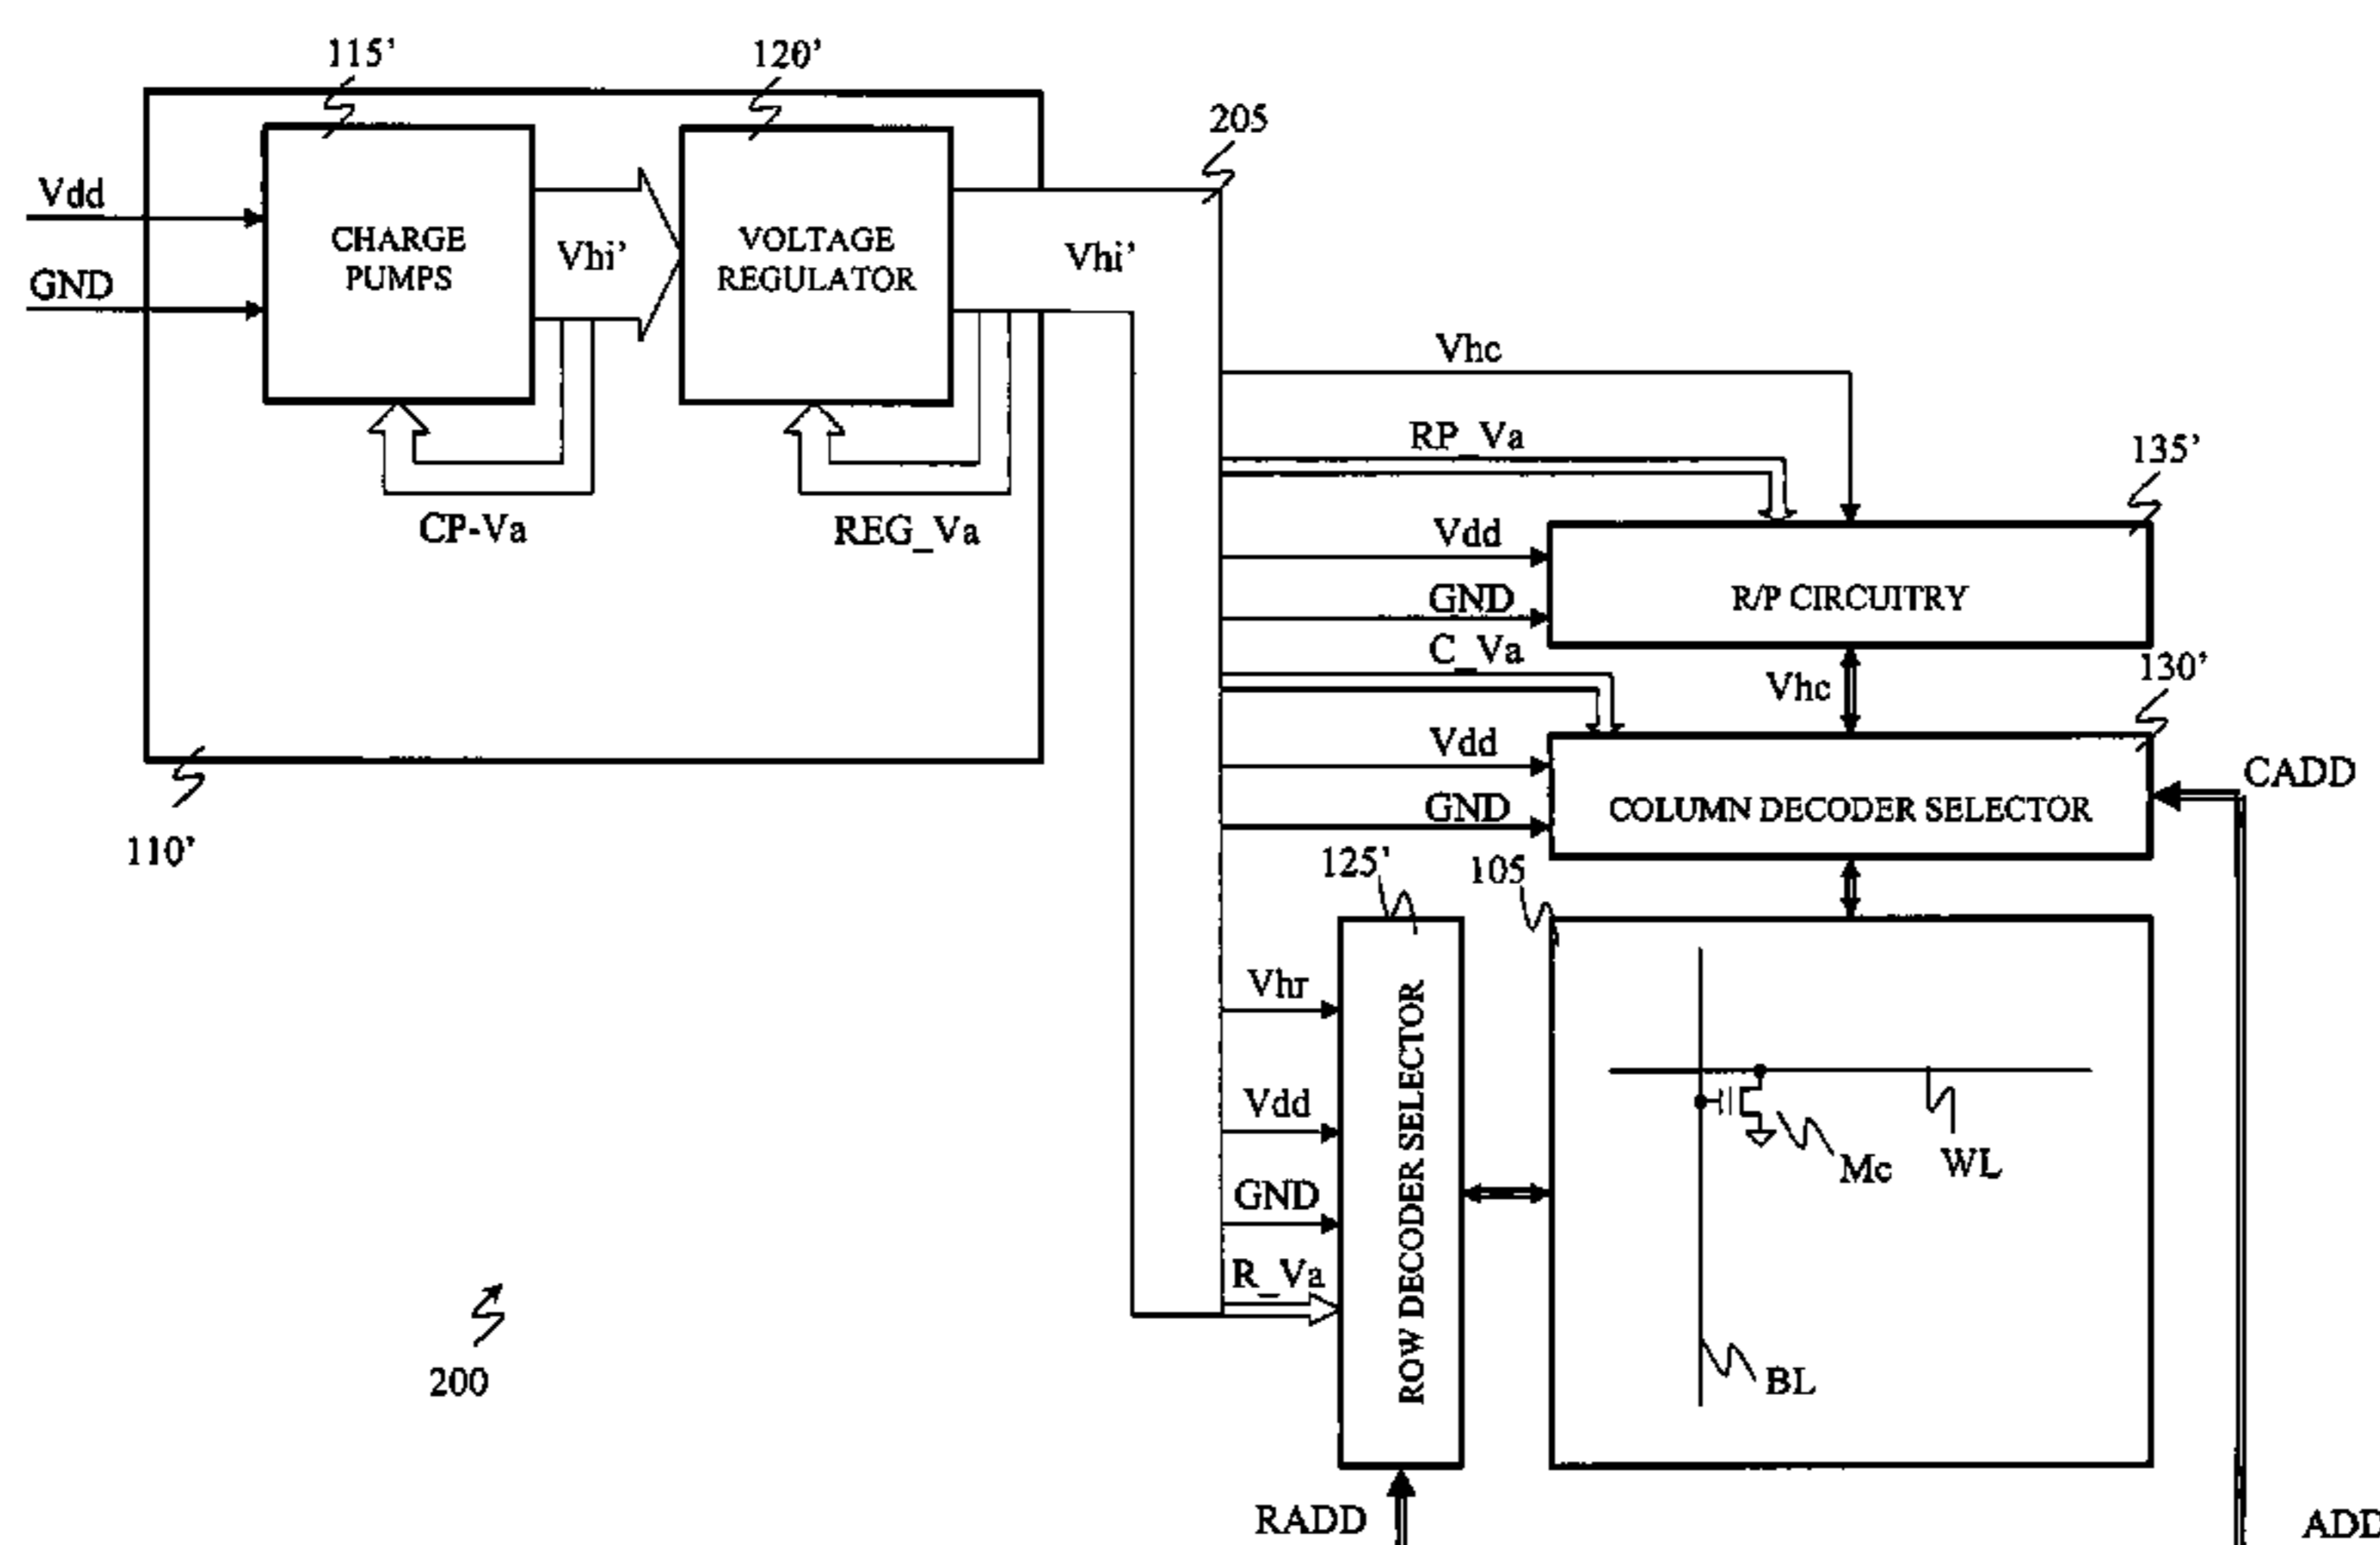 115’
120’
205
Vdd
GND
CHARGE
PUMPS
Vhi’
VOLTAGE
REGULATOR
Vhi’
CP-Va
REG_Va
110’
Vhc
RP_Va
135’
Vdd
GND
R/P CIRCUITRY
C_Va
Vhc
130’
Vdd
GND
COLUMN DECODER SELECTOR
CADD
125’
105
Vhr
Vdd
GND
R_Va
ROW DECODER SELECTOR
Mc
WL
BL
200
RADD
ADD